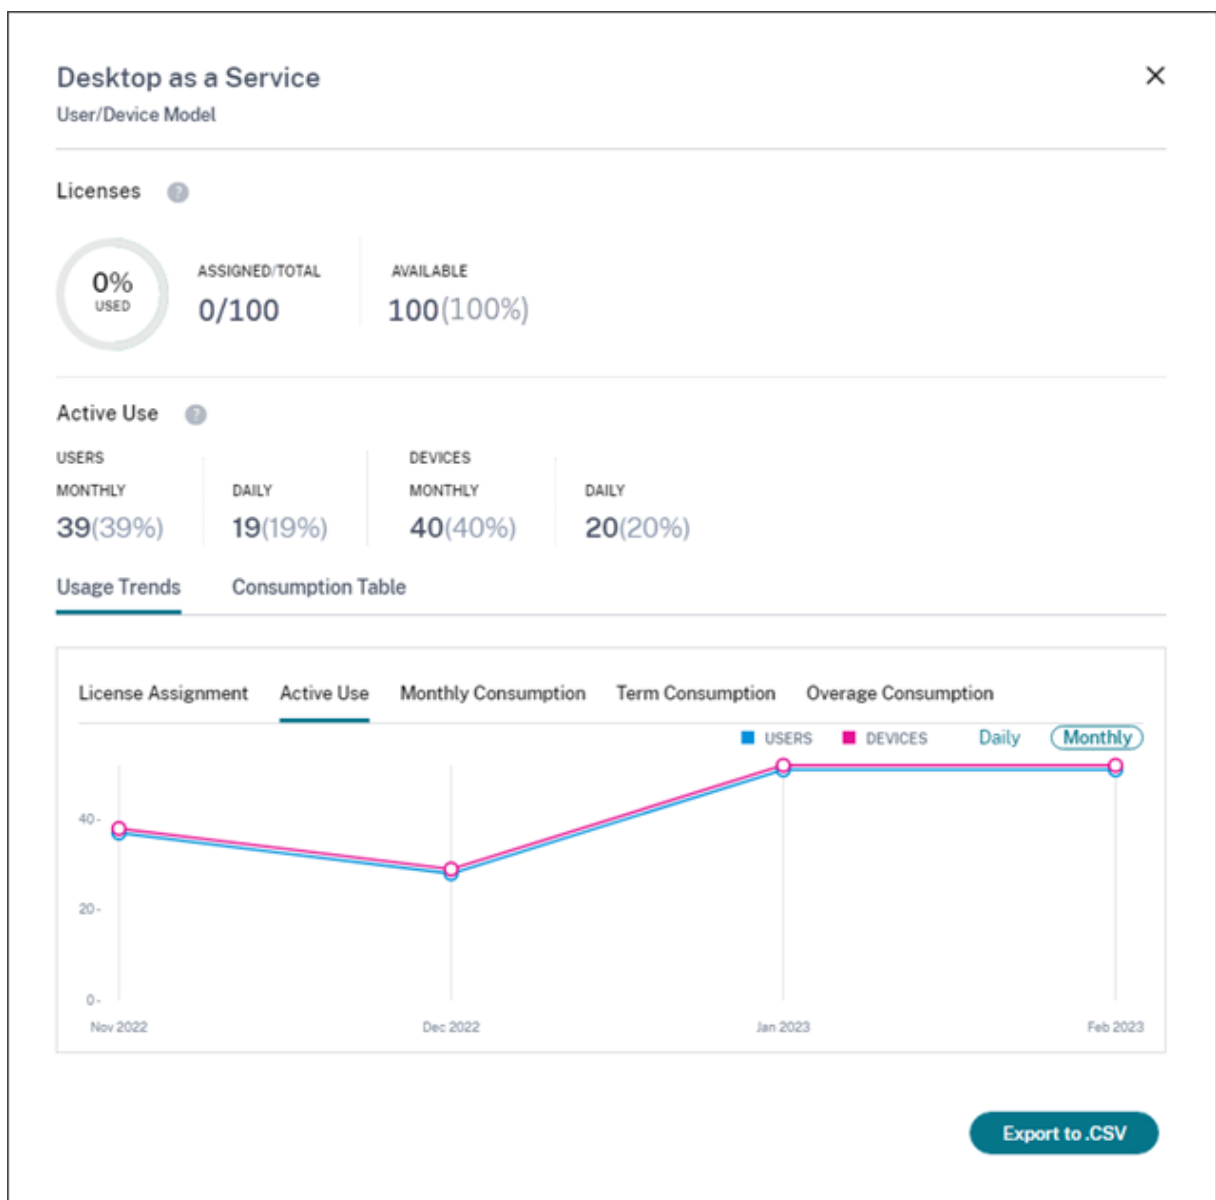 Desktop as a Service
User/Device Model
Licenses ?
0%
USED
ASSIGNED/TOTAL
0/100
AVAILABLE
100(100%)
Active Use ?
USERS DEVICES
MONTHLY DAILY MONTHLY DAILY
39(39%) 19(19%) 40(40%) 20(20%)
Usage Trends Consumption Table
License Assignment Active Use Monthly Consumption Term Consumption Overage Consumption
USERS DEVICES Daily Monthly
40-
20-
0-
Nov 2022 Dec 2022 Jan 2023 Feb 2023
Export to .CSV